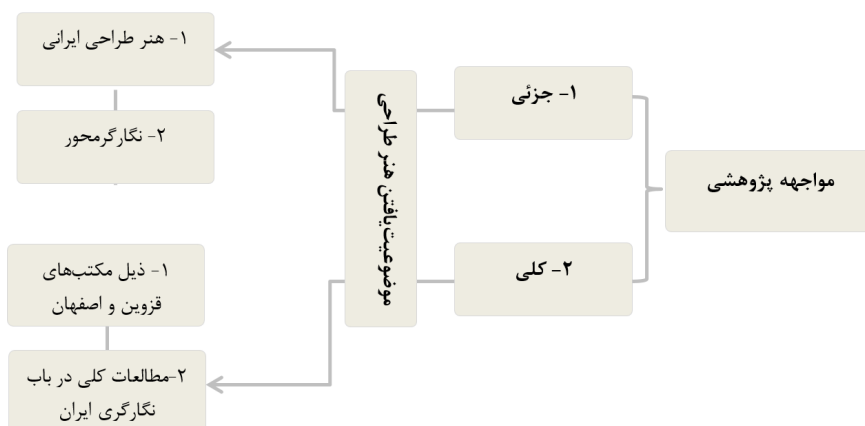 مواجهه پژوهشی
۱- جزئی
۲- کلی
موضوعیت‌یافتن هنر طراحی
۱- هنر طراحی ایرانی
۲- نگارگرمحور
۱- ذیل مکتب‌های
قزوین و اصفهان
۲-مطالعات کلی در باب
نگارگری ایران